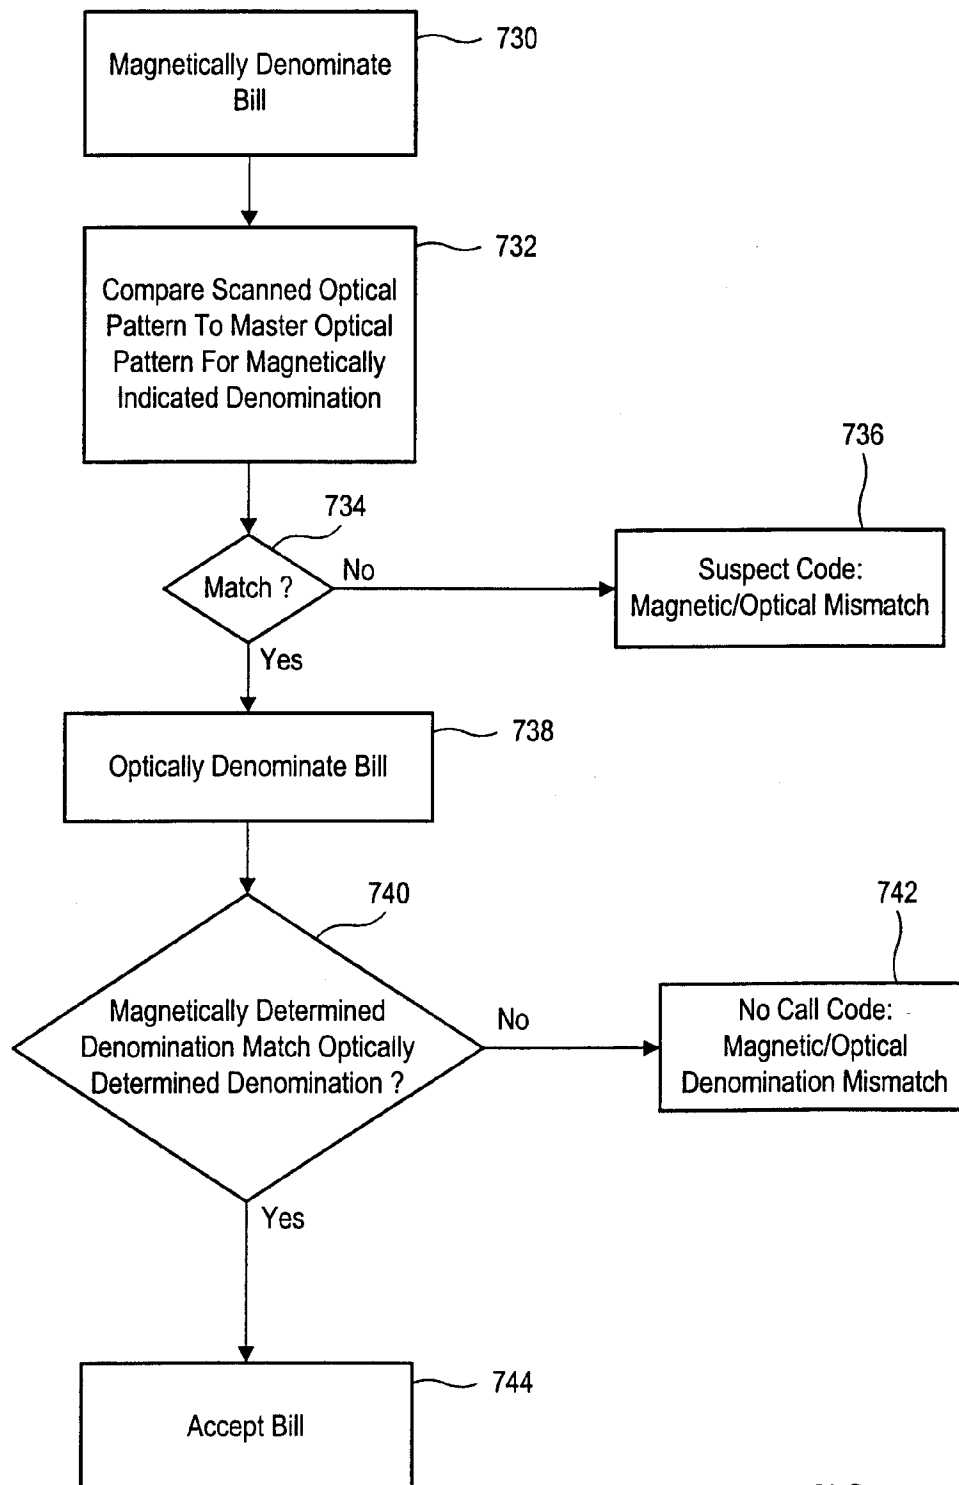 730
Magnetically Denominate
Bill
732
Compare Scanned Optical
Pattern To Master Optical
Pattern For Magnetically
Indicated Denomination
734
Match ?
No
736
Suspect Code:
Magnetic/Optical Mismatch
Yes
738
Optically Denominate Bill
740
Magnetically Determined
Denomination Match Optically
Determined Denomination ?
No
742
No Call Code:
Magnetic/Optical
Denomination Mismatch
Yes
744
Accept Bill